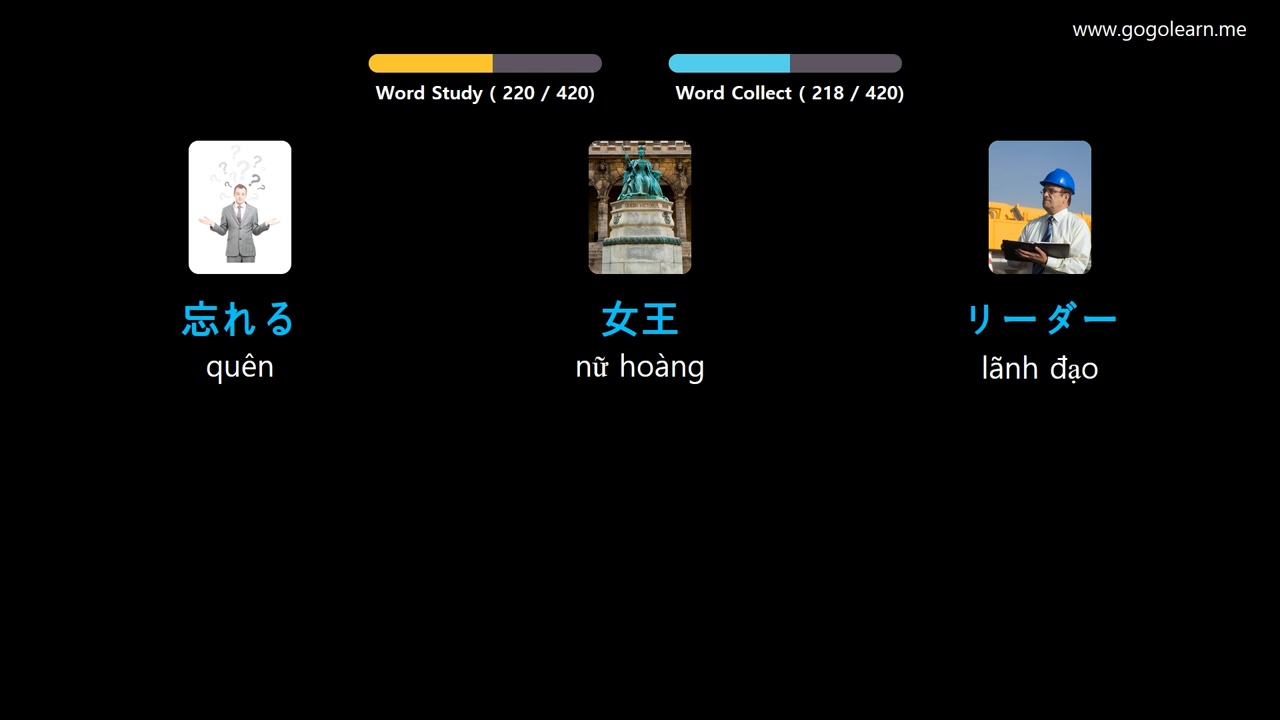 www.gogolearn.me
Word Study ( 220 / 420)
Word Collect ( 218 / 420)
忘れる
女王
リーダー
quên
nữ hoàng
lãnh đạo